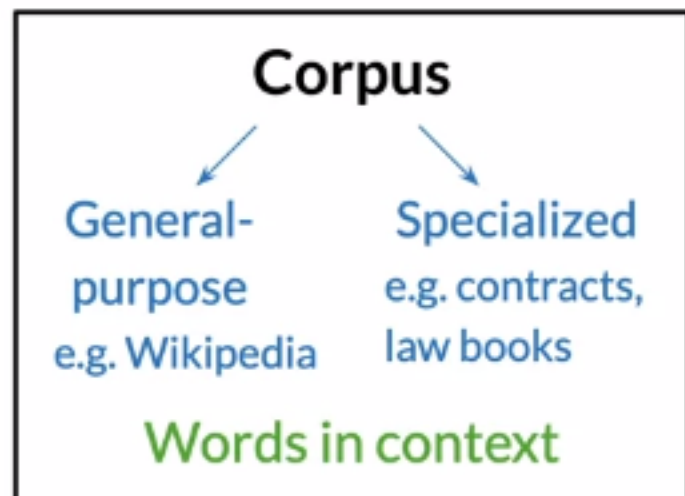 Corpus
General-
purpose
e.g. Wikipedia
Specialized
e.g. contracts,
law books
Words in context